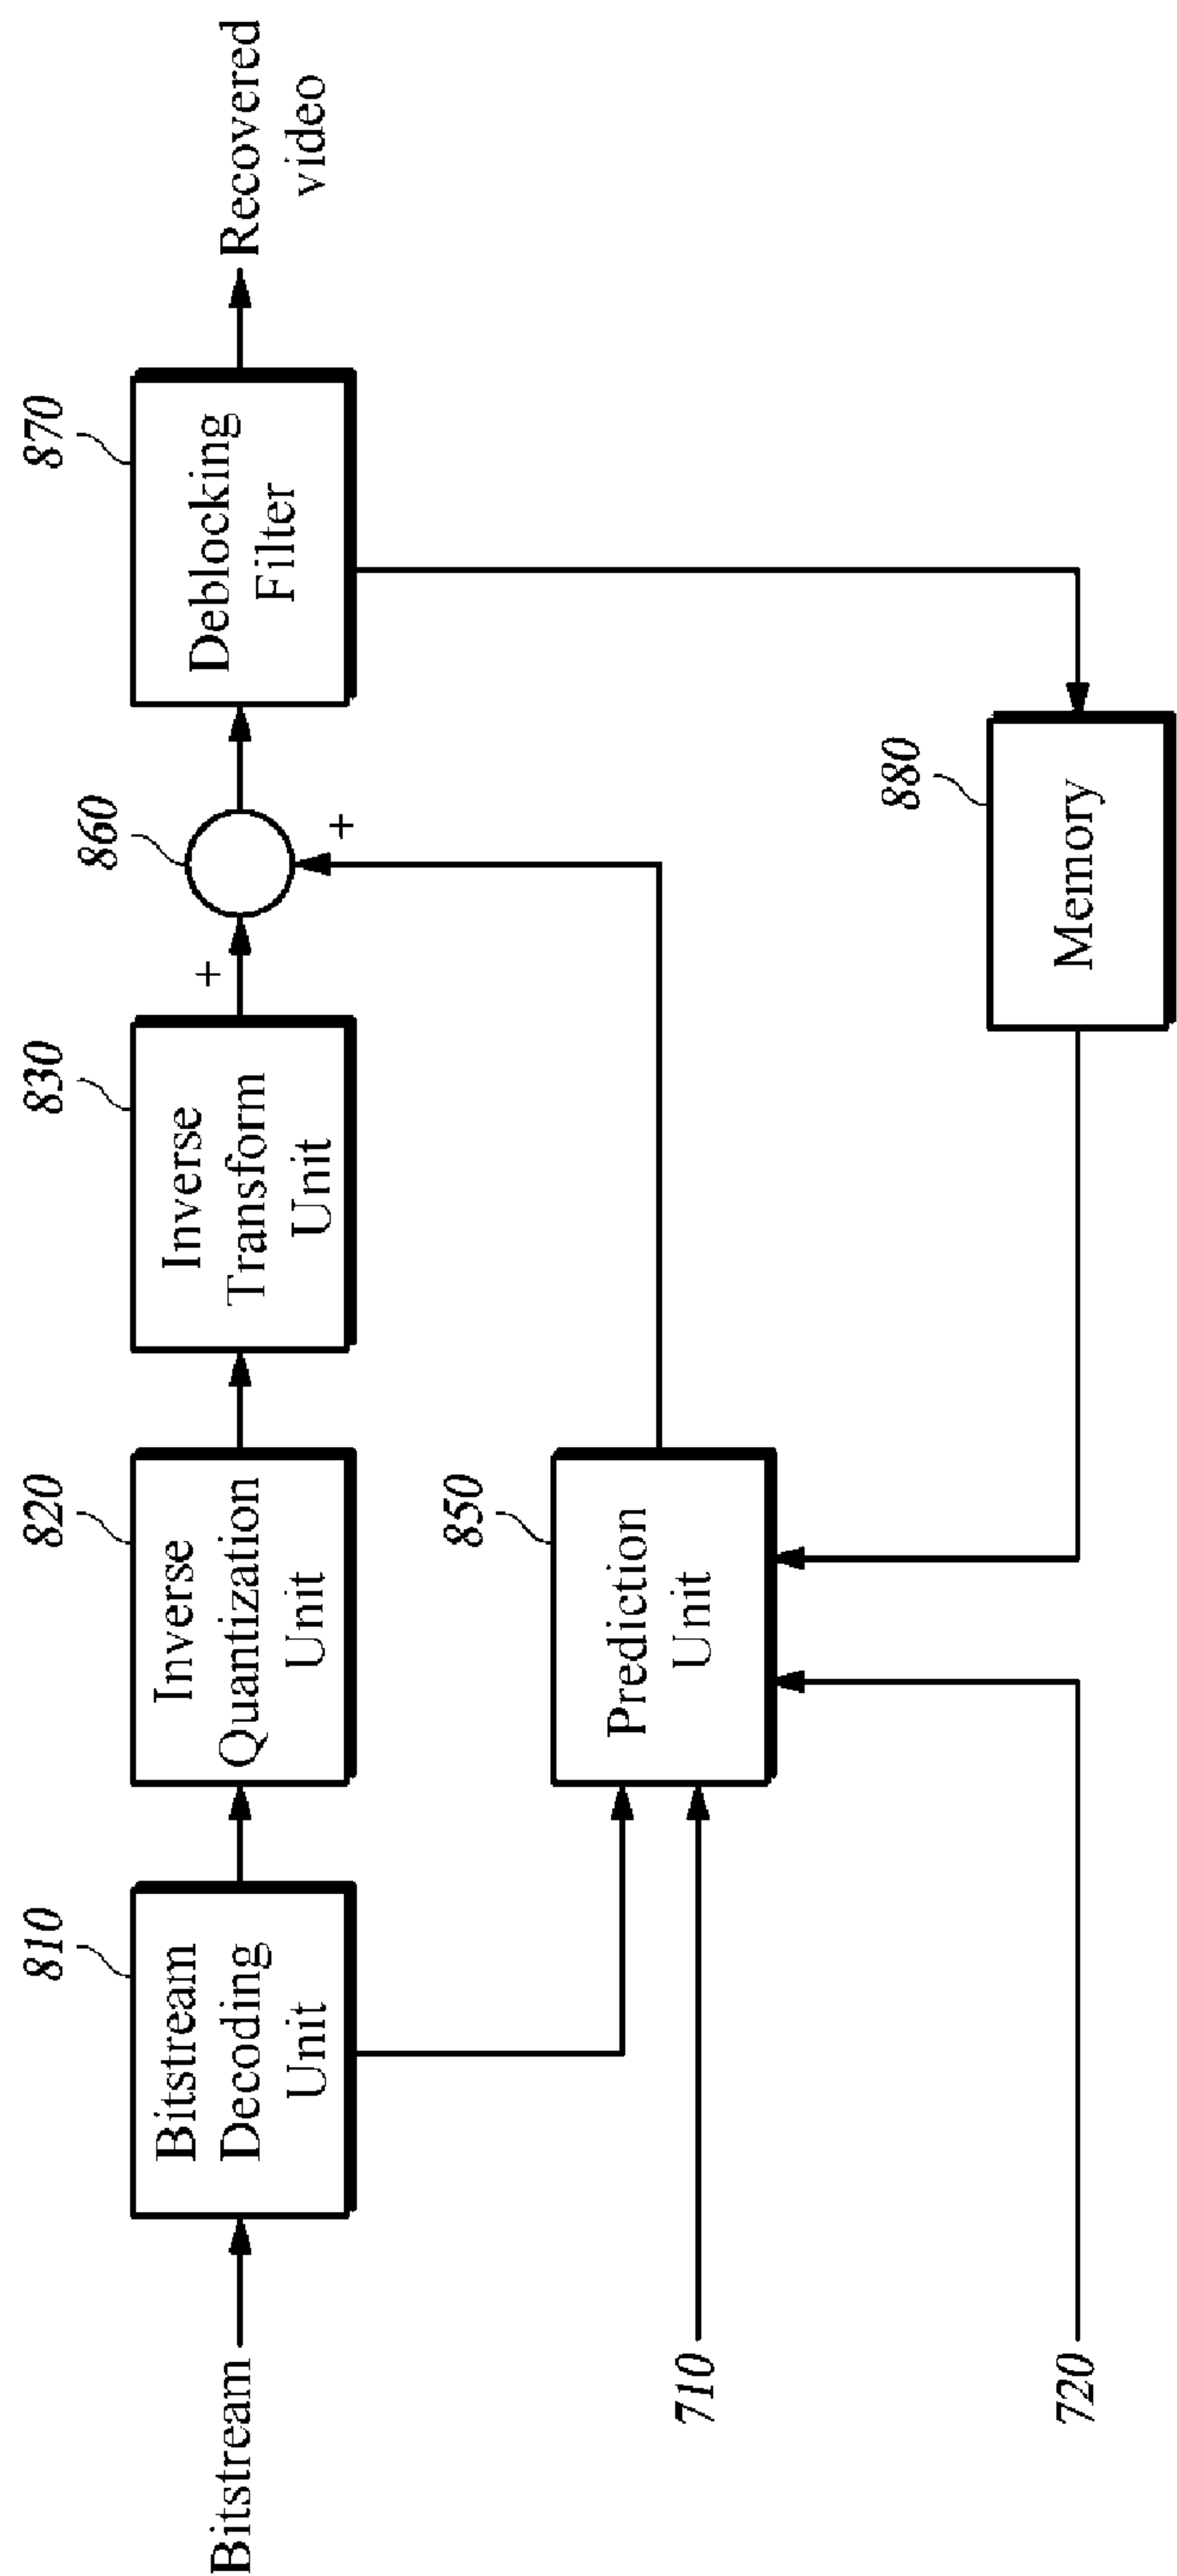 810
820
830
860
870
Bitstream
Bitstream
Decoding
Unit
Inverse
Quantization
Unit
Inverse
Transform
Unit
+
+
Deblocking
Filter
Recovered
video
850
Prediction
Unit
880
Memory
710
720